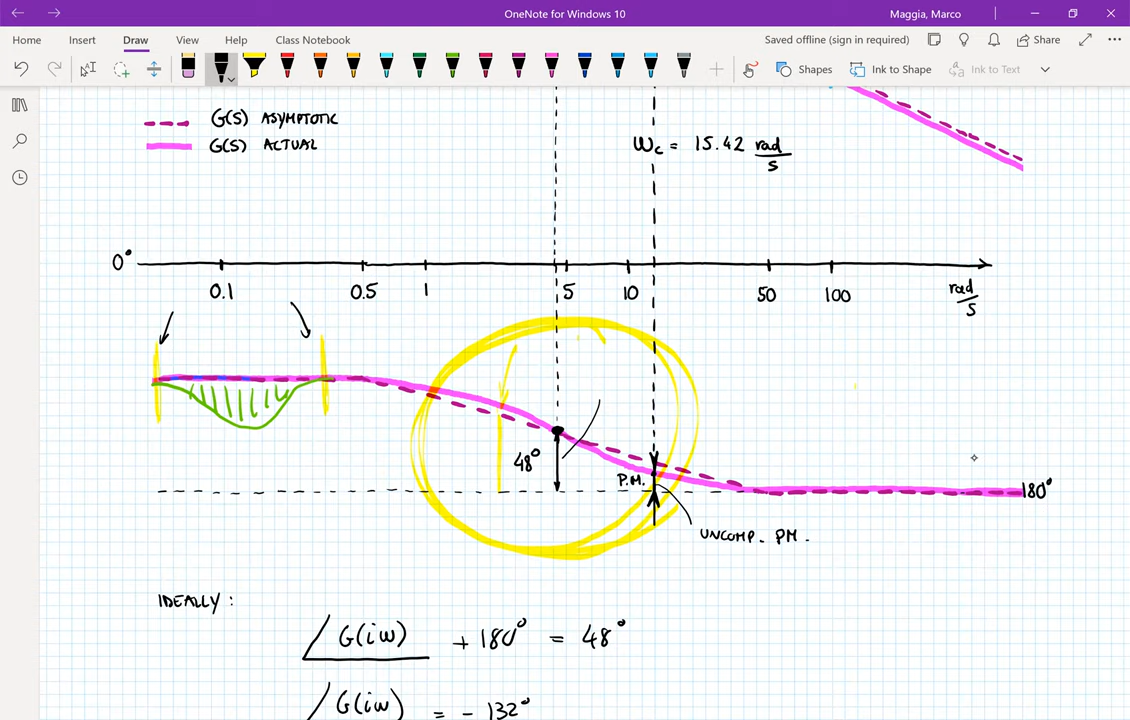 OneNote for Windows 10
Maggia, Marco
Home Insert Draw View Help Class Notebook
Saved offline (sign in required)
Share
Shapes
Ink to Shape
Ink to Text
G(S) ASYMPTOTIC
G(S) ACTUAL
Wc = 15.42 rad/s
0°
0.1 0.5 1 5 10 50 100 rad/s
48°
P.M.
180°
UNCOMP. PM.
IDEALLY:
∠G(iω) + 180° = 48°
∠G(iω) = - 132°